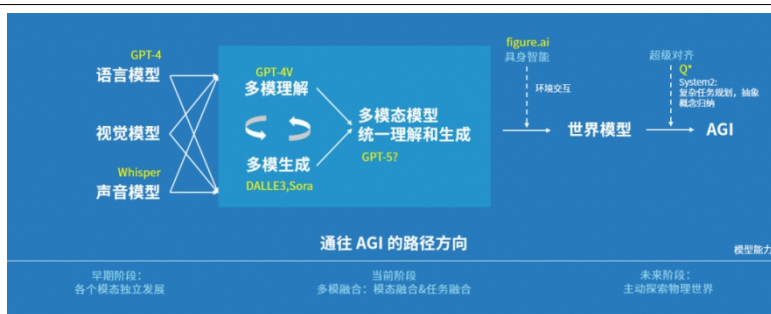 GPT-4
语言模型
视觉模型
Whisper
声音模型
GPT-4V
多模理解
多模生成
DALLE3,Sora
多模态模型
统一理解和生成
GPT-5?
figure.ai
具身智能
环境交互
世界模型
超级对齐
Q*
System2:
复杂任务规划，抽象
概念归纳
AGI
通往 AGI 的路径方向
模型能力
早期阶段：
各个模态独立发展
当前阶段
多模融合：模态融合&任务融合
未来阶段：
主动探索物理世界